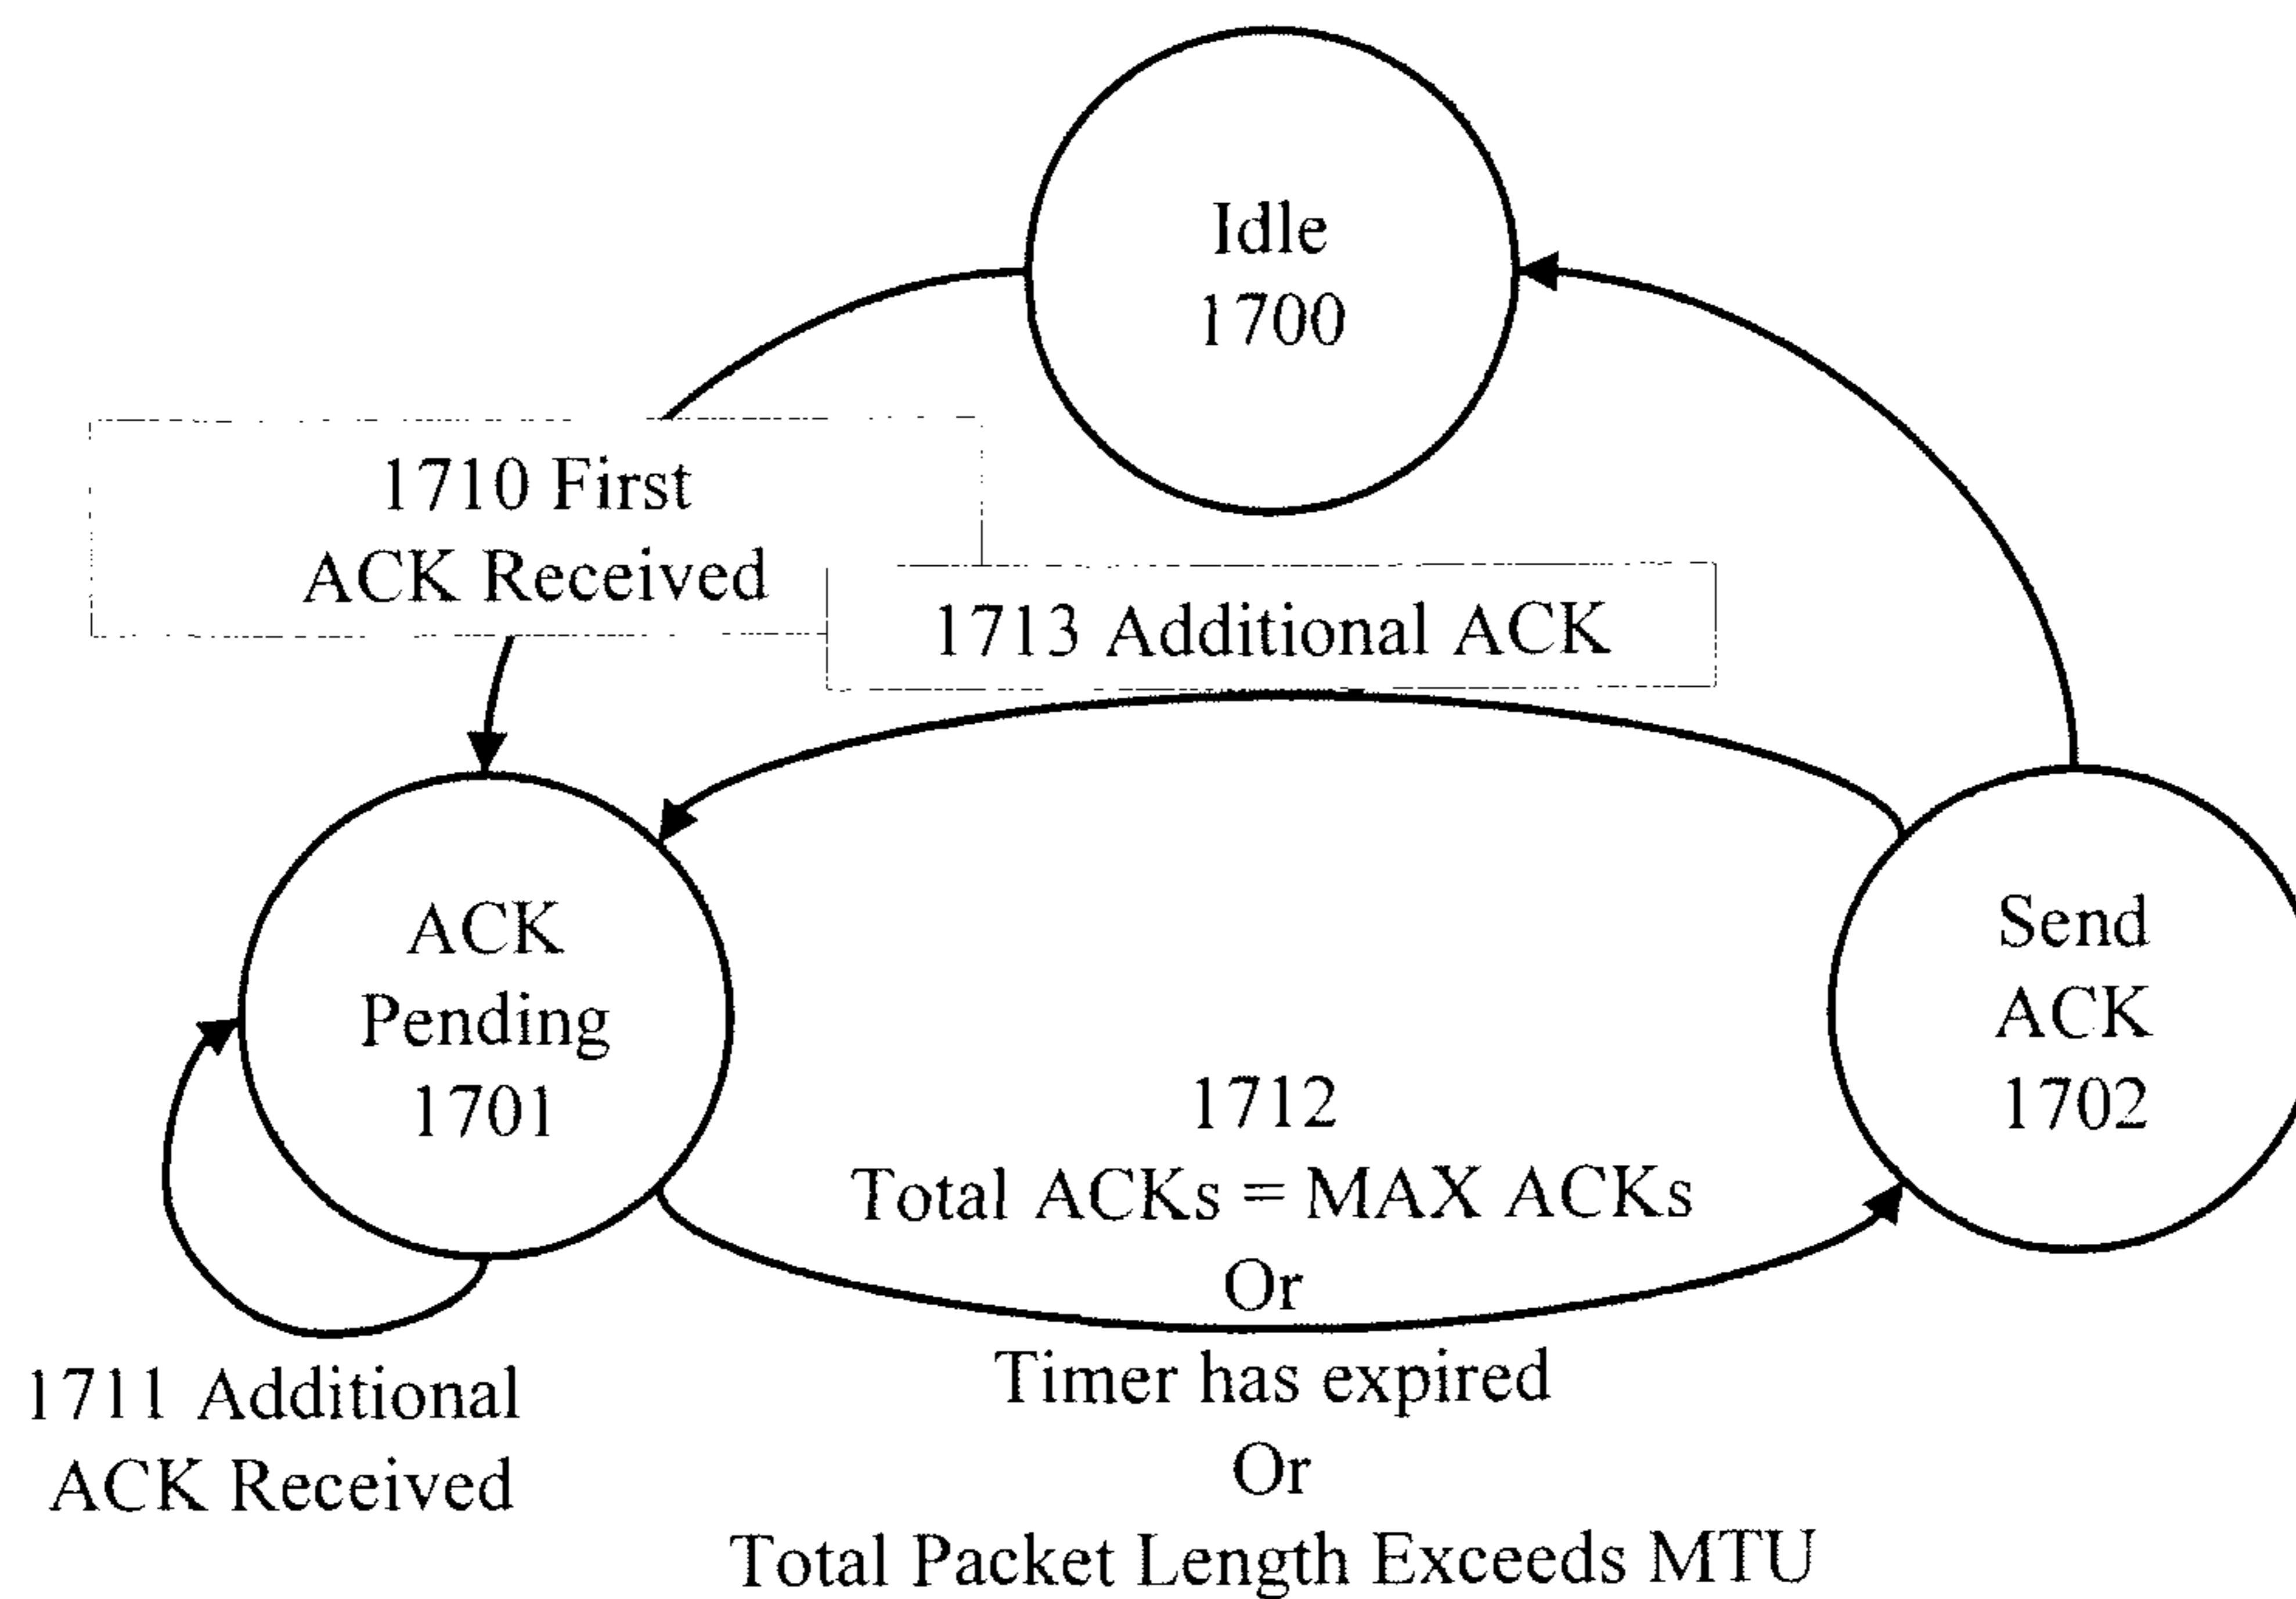 Idle
1700
1710 First
ACK Received
1713 Additional ACK
ACK
Pending
1701
Send
ACK
1702
1712
Total ACKs = MAX ACKs
Or
Timer has expired
Or
Total Packet Length Exceeds MTU
1711 Additional
ACK Received